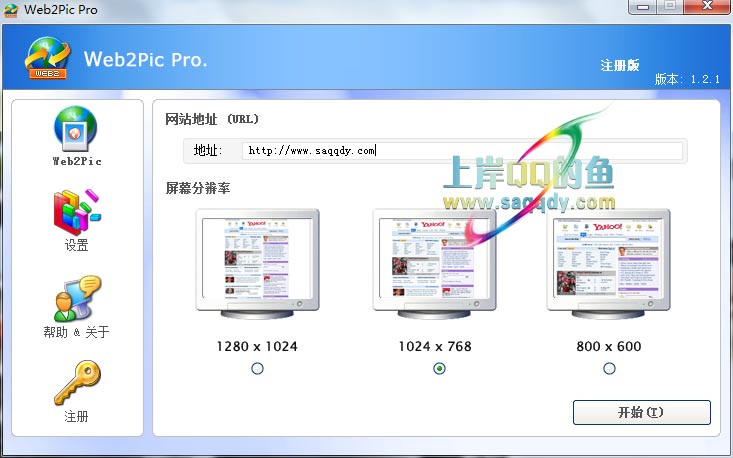 Web2Pic Pro
WEB2
Web2Pic Pro.
注册版
版本: 1.2.1
Web2Pic
设置
帮助 & 关于
注册
网站地址 (URL)
地址:
http://www.saqqdy.com
上岸QQ的鱼
www.saqqdy.com
屏幕分辨率
YAHOO!
YAHOO!
YAHOO!
1280 x 1024
1024 x 768
800 x 600
开始(I)